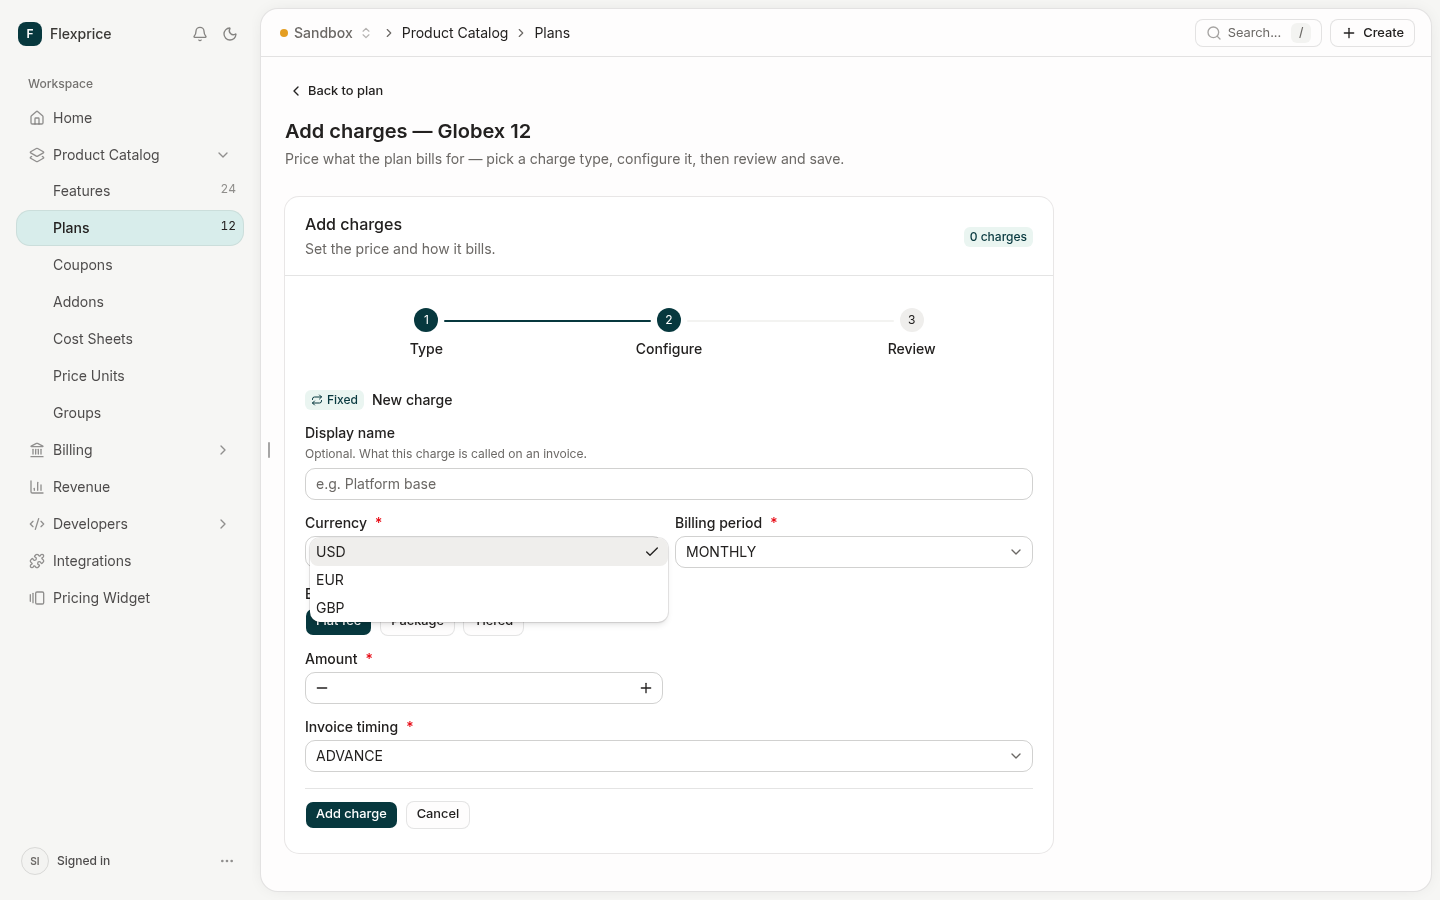 F Flexprice
Sandbox
Product Catalog
Plans
Search...
/
Create
Workspace
Home
Product Catalog
Features 24
Plans 12
Coupons
Addons
Cost Sheets
Price Units
Groups
Billing
Revenue
Developers
Integrations
Pricing Widget
SI Signed in
Back to plan
Add charges — Globex 12
Price what the plan bills for — pick a charge type, configure it, then review and save.
Add charges
Set the price and how it bills.
0 charges
1 2 3
Type Configure Review
Fixed New charge
Display name
Optional. What this charge is called on an invoice.
e.g. Platform base
Currency * Billing period *
USD MONTHLY
EUR
GBP
Flat fee Package Tiered
Amount *
Invoice timing *
ADVANCE
Add charge Cancel